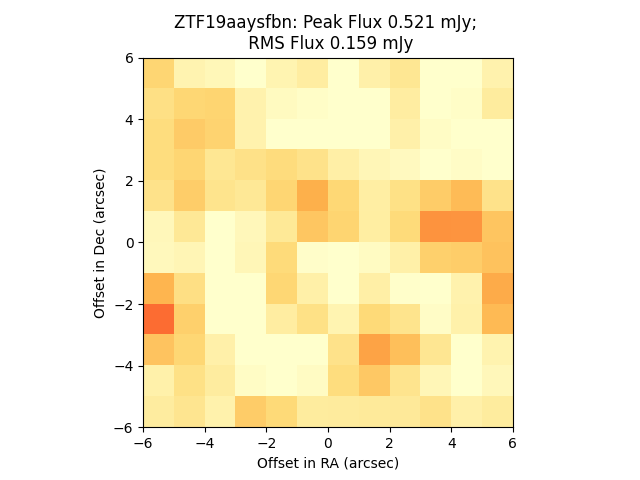 ZTF19aaysfbn: Peak Flux 0.521 mJy;
RMS Flux 0.159 mJy
6
4
2
0
−2
−4
−6
Offset in Dec (arcsec)
−6 −4 −2 0 2 4 6
Offset in RA (arcsec)